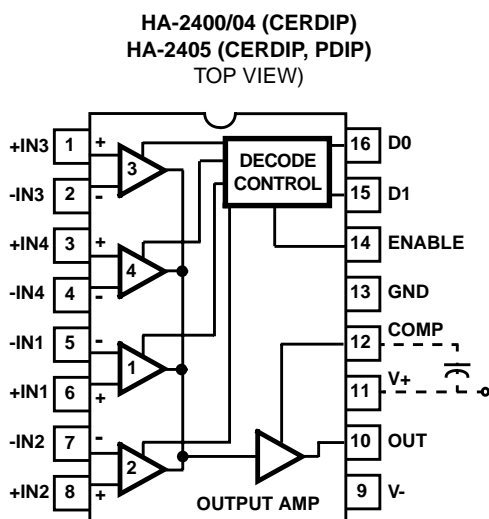 HA-2400/04 (CERDIP)
HA-2405 (CERDIP, PDIP)
TOP VIEW)
+IN3 1 + 3 DECODE CONTROL 16 D0
-IN3 2 - 15 D1
+IN4 3 + 4 14 ENABLE
-IN4 4 - 13 GND
-IN1 5 - 1 12 COMP
+IN1 6 + 11 V+
-IN2 7 - 2 10 OUT
+IN2 8 + OUTPUT AMP 9 V-